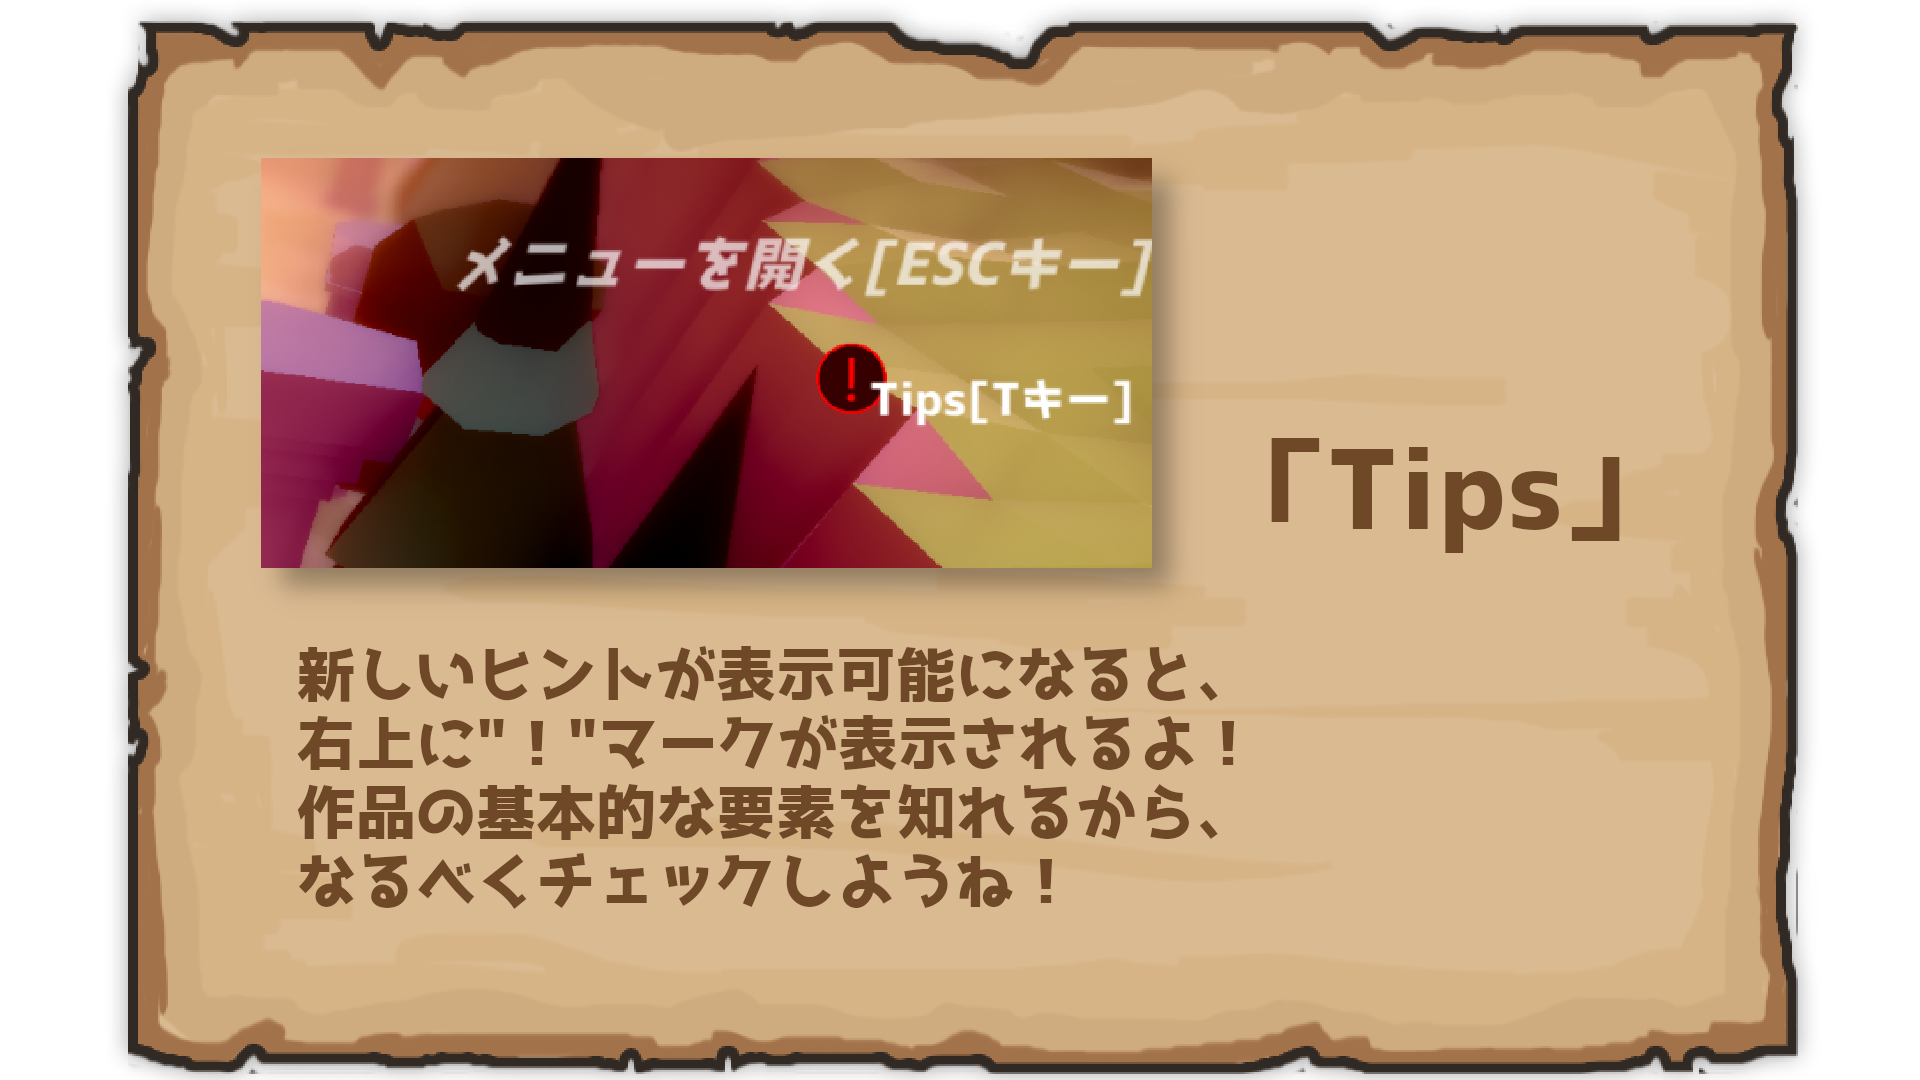 メニューを開く[ESCキー]
!
Tips[Tキー]
「Tips」
新しいヒントが表示可能になると、
右上に"！"マークが表示されるよ！
作品の基本的な要素を知れるから、
なるべくチェックしようね！